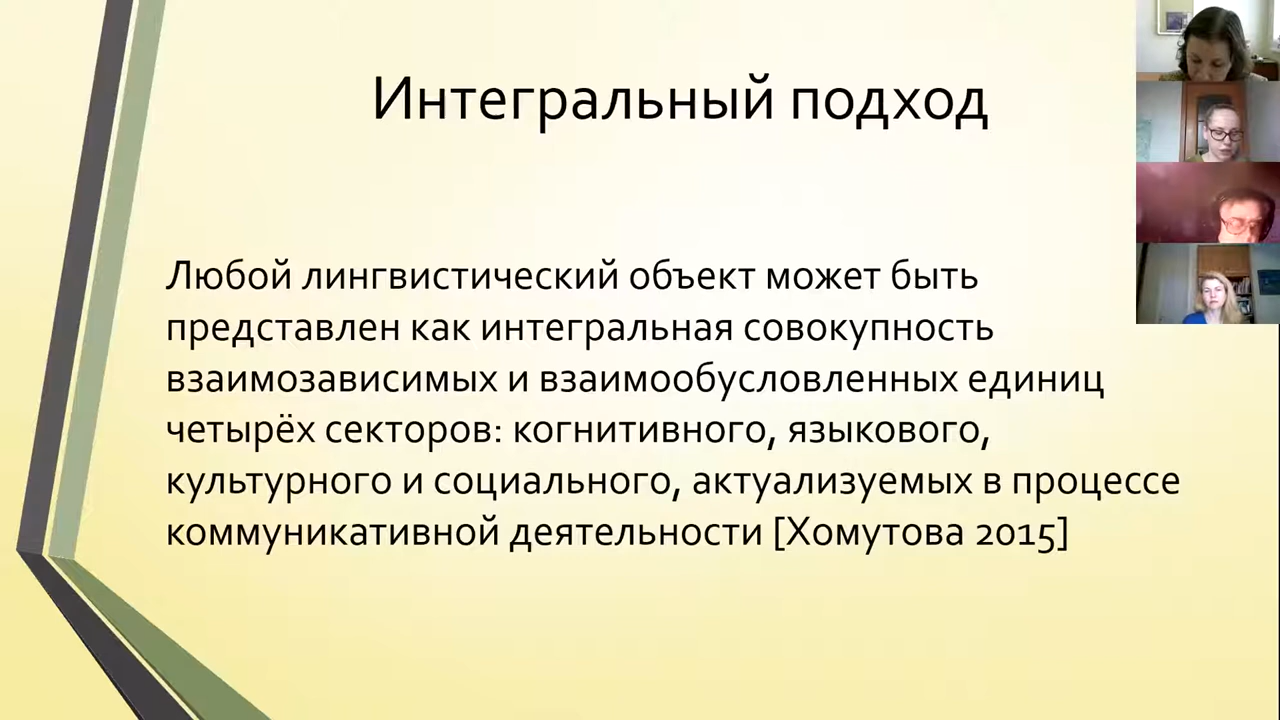 Интегральный подход
Любой лингвистический объект может быть
представлен как интегральная совокупность
взаимозависимых и взаимообусловленных единиц
четырёх секторов: когнитивного, языкового,
культурного и социального, актуализуемых в процессе
коммуникативной деятельности [Хомутова 2015]